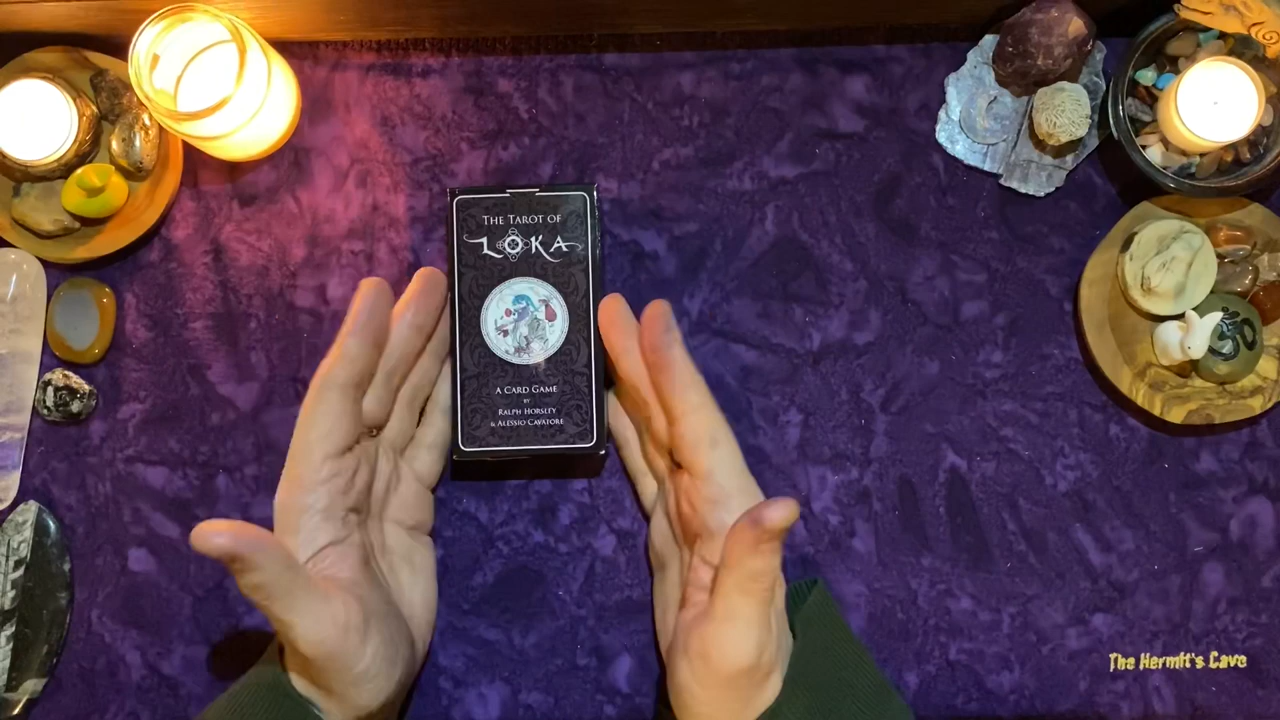 THE TAROT OF
LOKA
A CARD GAME
BY
RALPH HORSLEY
& ALESSIO CAVATORE
The Hermit's Cave